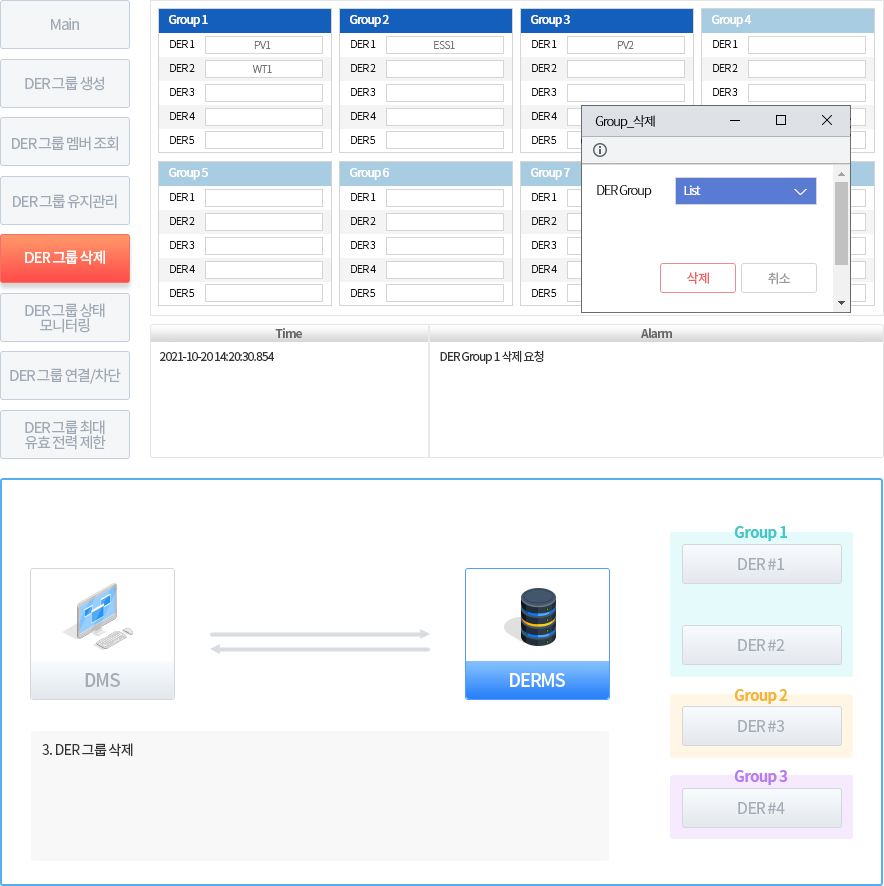 Main
DER 그룹 생성
DER 그룹 멤버 조회
DER 그룹 유지관리
DER 그룹 삭제
DER 그룹 상태
모니터링
DER 그룹 연결/차단
DER 그룹 최대
유효 전력 제한
Group 1
DER 1 PV1
DER 2 WT1
DER 3
DER 4
DER 5
Group 2
DER 1 ESS1
DER 2
DER 3
DER 4
DER 5
Group 3
DER 1 PV2
DER 2
DER 3
DER 4
DER 5
Group 4
DER 1
DER 2
DER 3
Group 5
DER 1
DER 2
DER 3
DER 4
DER 5
Group 6
DER 1
DER 2
DER 3
DER 4
DER 5
Group 7
DER 1
DER 2
DER 3
DER 4
DER 5
Group_삭제
DER Group List
삭제 취소
Time Alarm
2021-10-20 14:20:30.854 DER Group 1 삭제 요청
DMS
DERMS
3. DER 그룹 삭제
Group 1
DER #1
DER #2
Group 2
DER #3
Group 3
DER #4